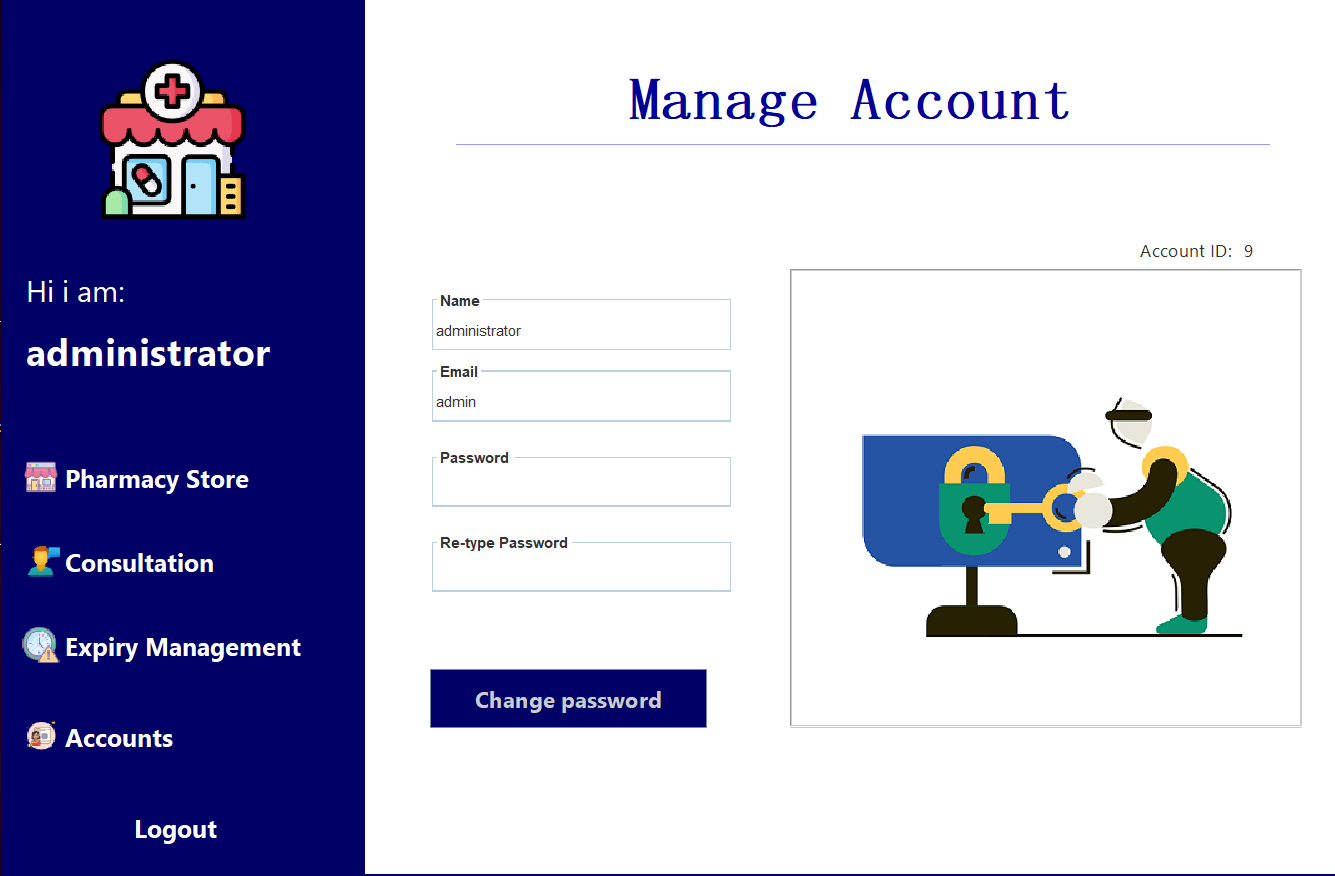 Hi i am:
administrator
Pharmacy Store
Consultation
Expiry Management
Accounts
Logout
Manage Account
Account ID: 9
Name
administrator
Email
admin
Password
Re-type Password
Change password